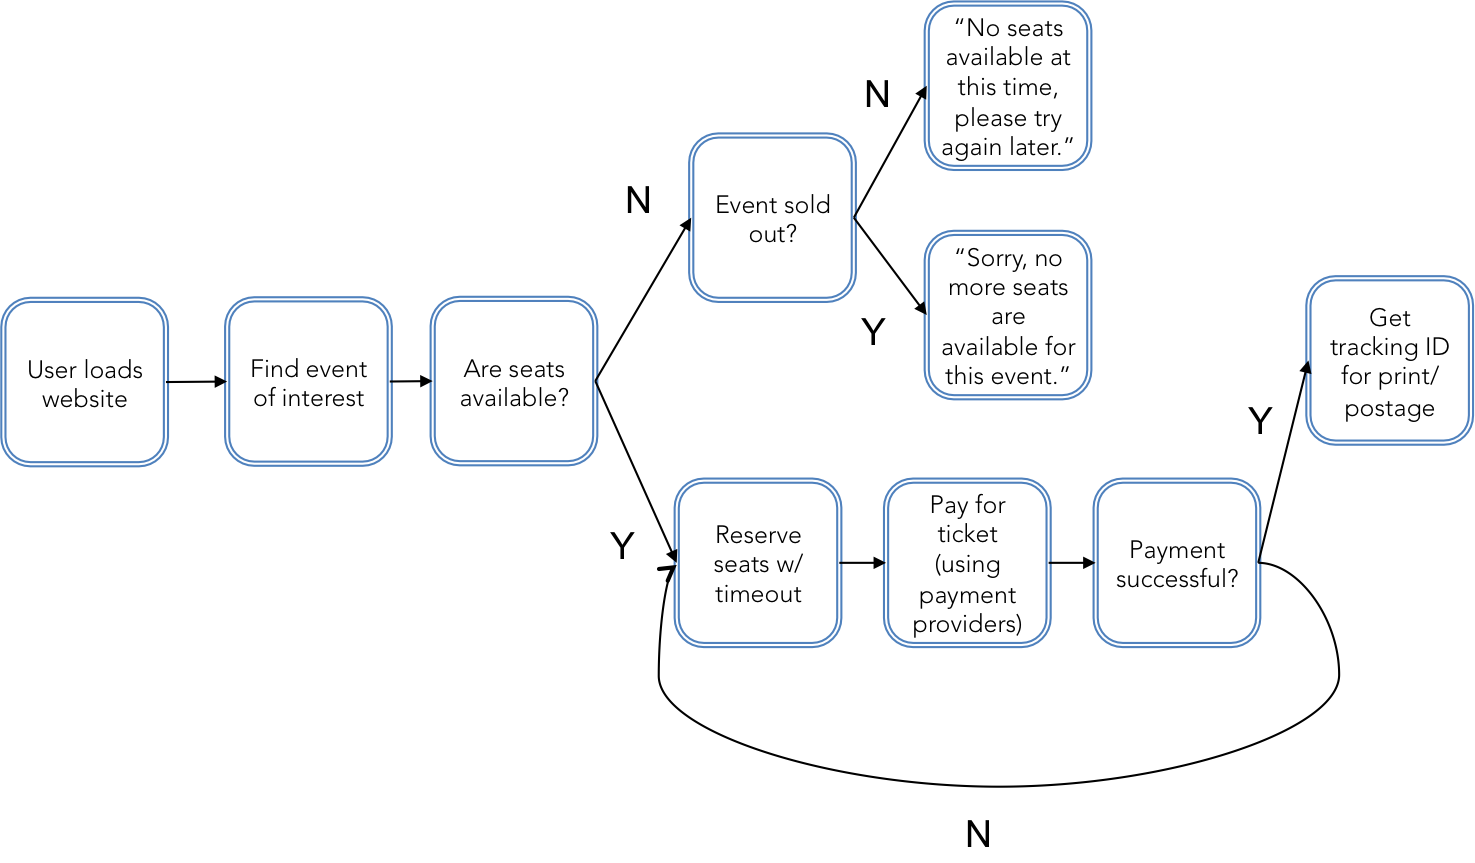 User loads
website
Find event
of interest
Are seats
available?
N
Event sold
out?
N
“No seats
available at
this time,
please try
again later.”
Y
“Sorry, no
more seats
are
available for
this event.”
Y
Reserve
seats w/
timeout
Pay for
ticket
(using
payment
providers)
Payment
successful?
Y
Get
tracking ID
for print/
postage
N